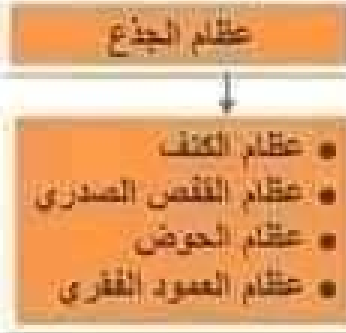 عظام الجذع
• عظام الكتف
• عظام القفص الصدري
• عظام الحوض
• عظام العمود الفقري